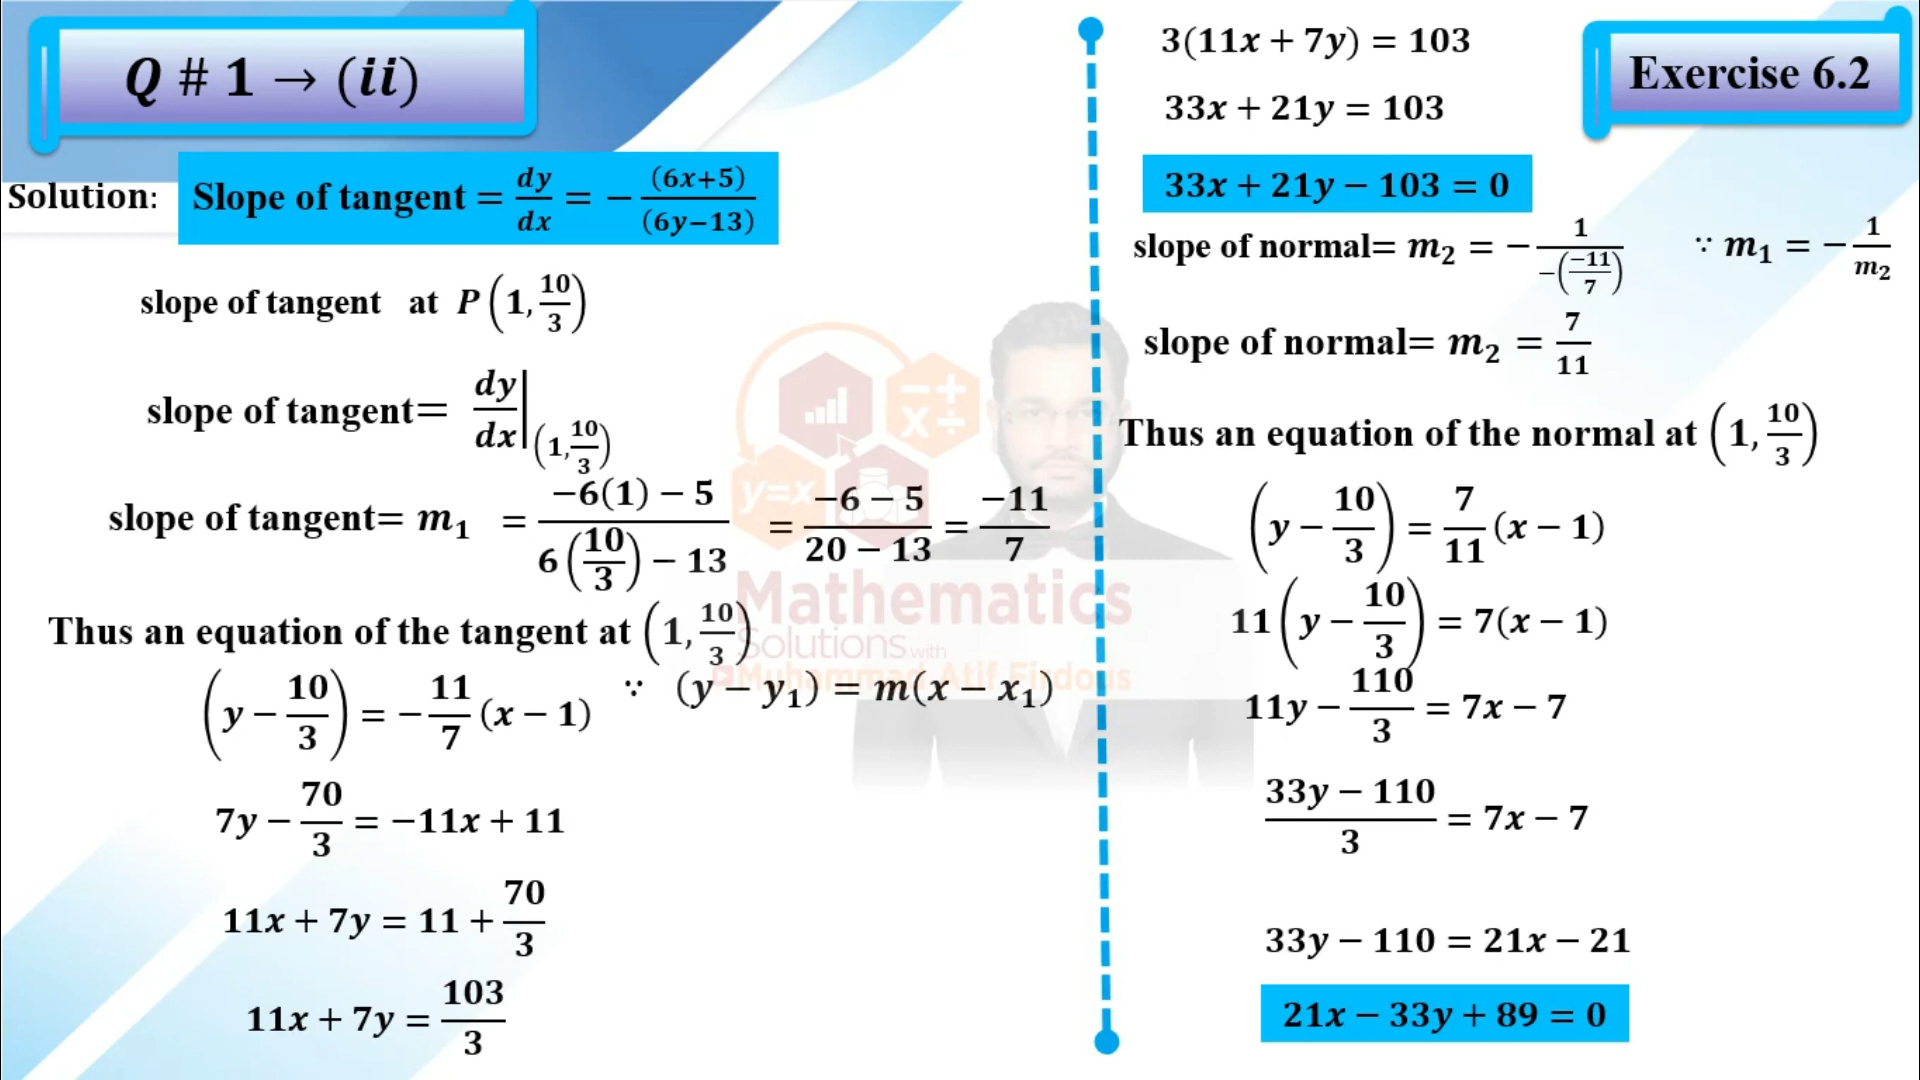 Q # 1 → (ii)
Solution: Slope of tangent = dy/dx = −(6x+5)/(6y−13)
slope of tangent at P(1, 10/3)
slope of tangent= dy/dx|(1, 10/3)
slope of tangent= m₁ = (−6(1) − 5)/(6(10/3) − 13) = (−6 − 5)/(20 − 13) = −11/7
Thus an equation of the tangent at (1, 10/3)
(y − 10/3) = −11/7 (x − 1) ∵ (y − y₁) = m(x − x₁)
7y − 70/3 = −11x + 11
11x + 7y = 11 + 70/3
11x + 7y = 103/3
Exercise 6.2
3(11x + 7y) = 103
33x + 21y = 103
33x + 21y − 103 = 0
slope of normal= m₂ = −1/(−(−11/7)) ∵ m₁ = −1/m₂
slope of normal= m₂ = 7/11
Thus an equation of the normal at (1, 10/3)
(y − 10/3) = 7/11 (x − 1)
11(y − 10/3) = 7(x − 1)
11y − 110/3 = 7x − 7
(33y − 110)/3 = 7x − 7
33y − 110 = 21x − 21
21x − 33y + 89 = 0
y=x
Mathematics
Solutions with
Muhammad Atif Firdous